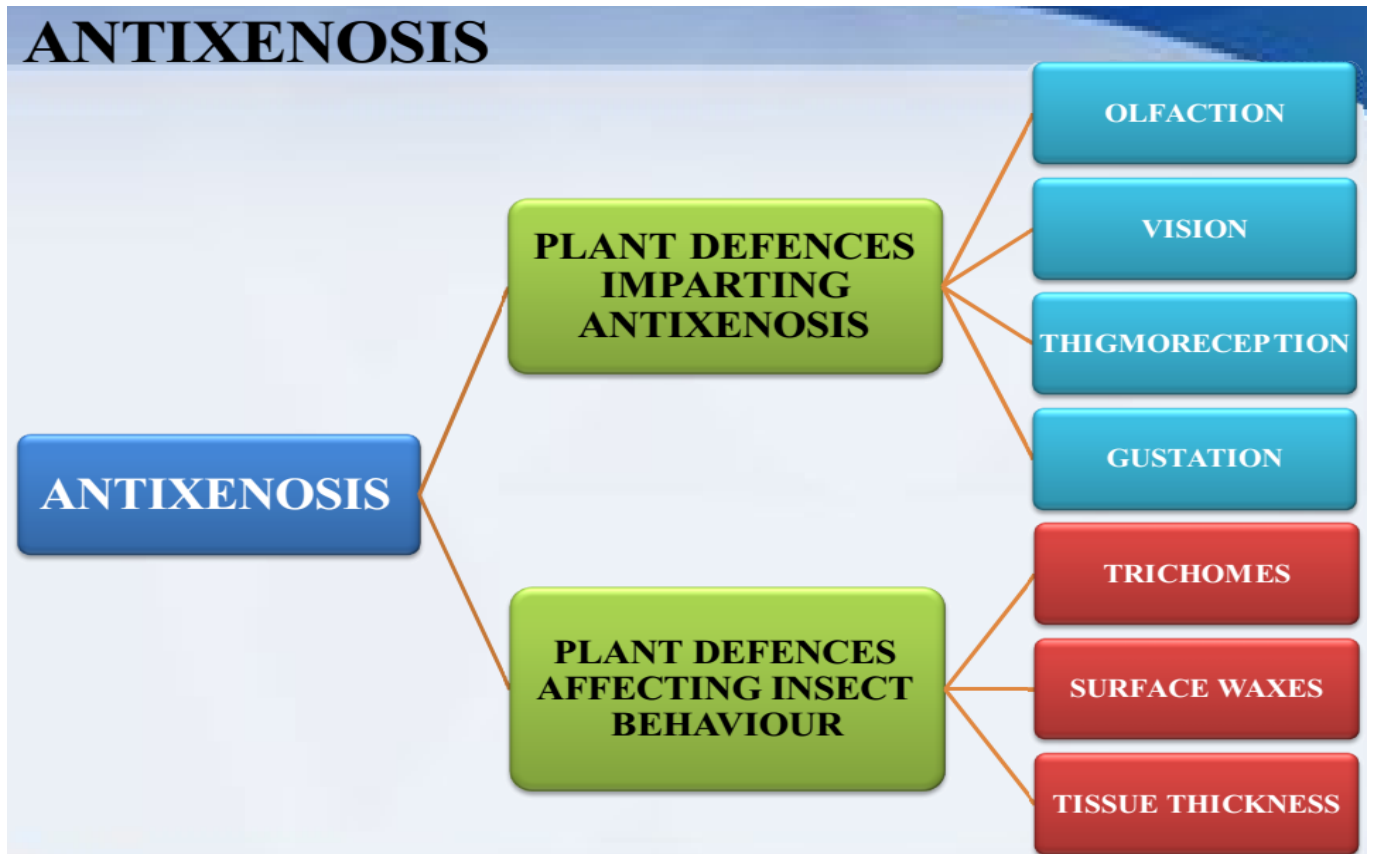 ANTIXENOSIS
ANTIXENOSIS
PLANT DEFENCES
IMPARTING
ANTIXENOSIS
OLFACTION
VISION
THIGMORECEPTION
GUSTATION
PLANT DEFENCES
AFFECTING INSECT
BEHAVIOUR
TRICHOMES
SURFACE WAXES
TISSUE THICKNESS